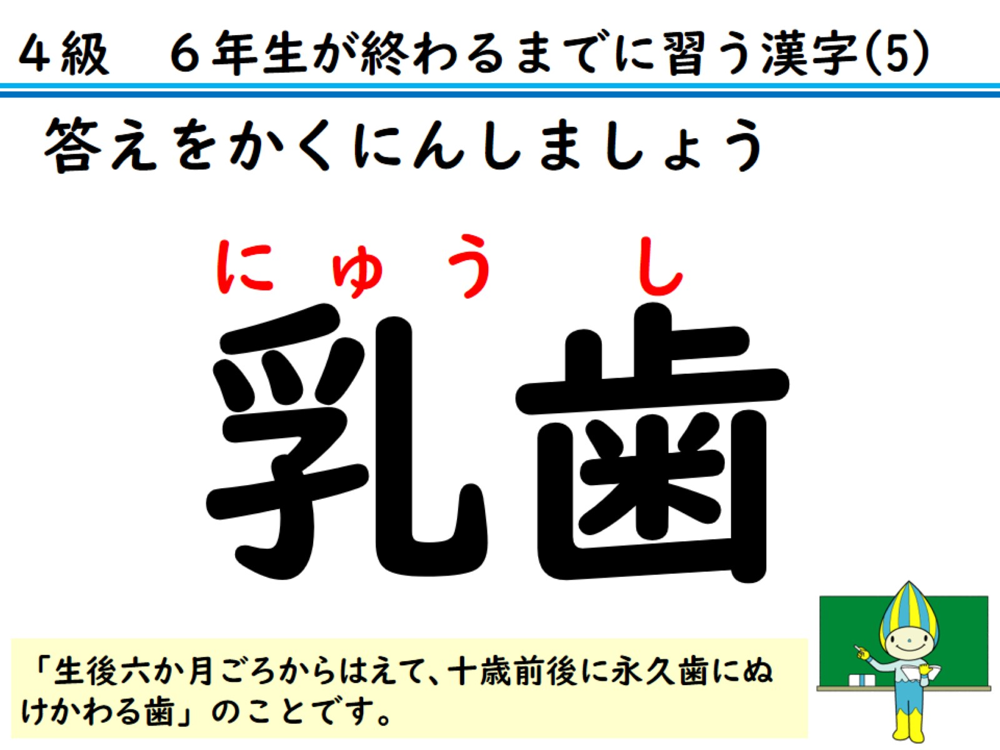 ４級　６年生が終わるまでに習う漢字(5)
答えをかくにんしましょう
にゅう　し
乳歯
「生後六か月ごろからはえて、十歳前後に永久歯にぬ
けかわる歯」のことです。